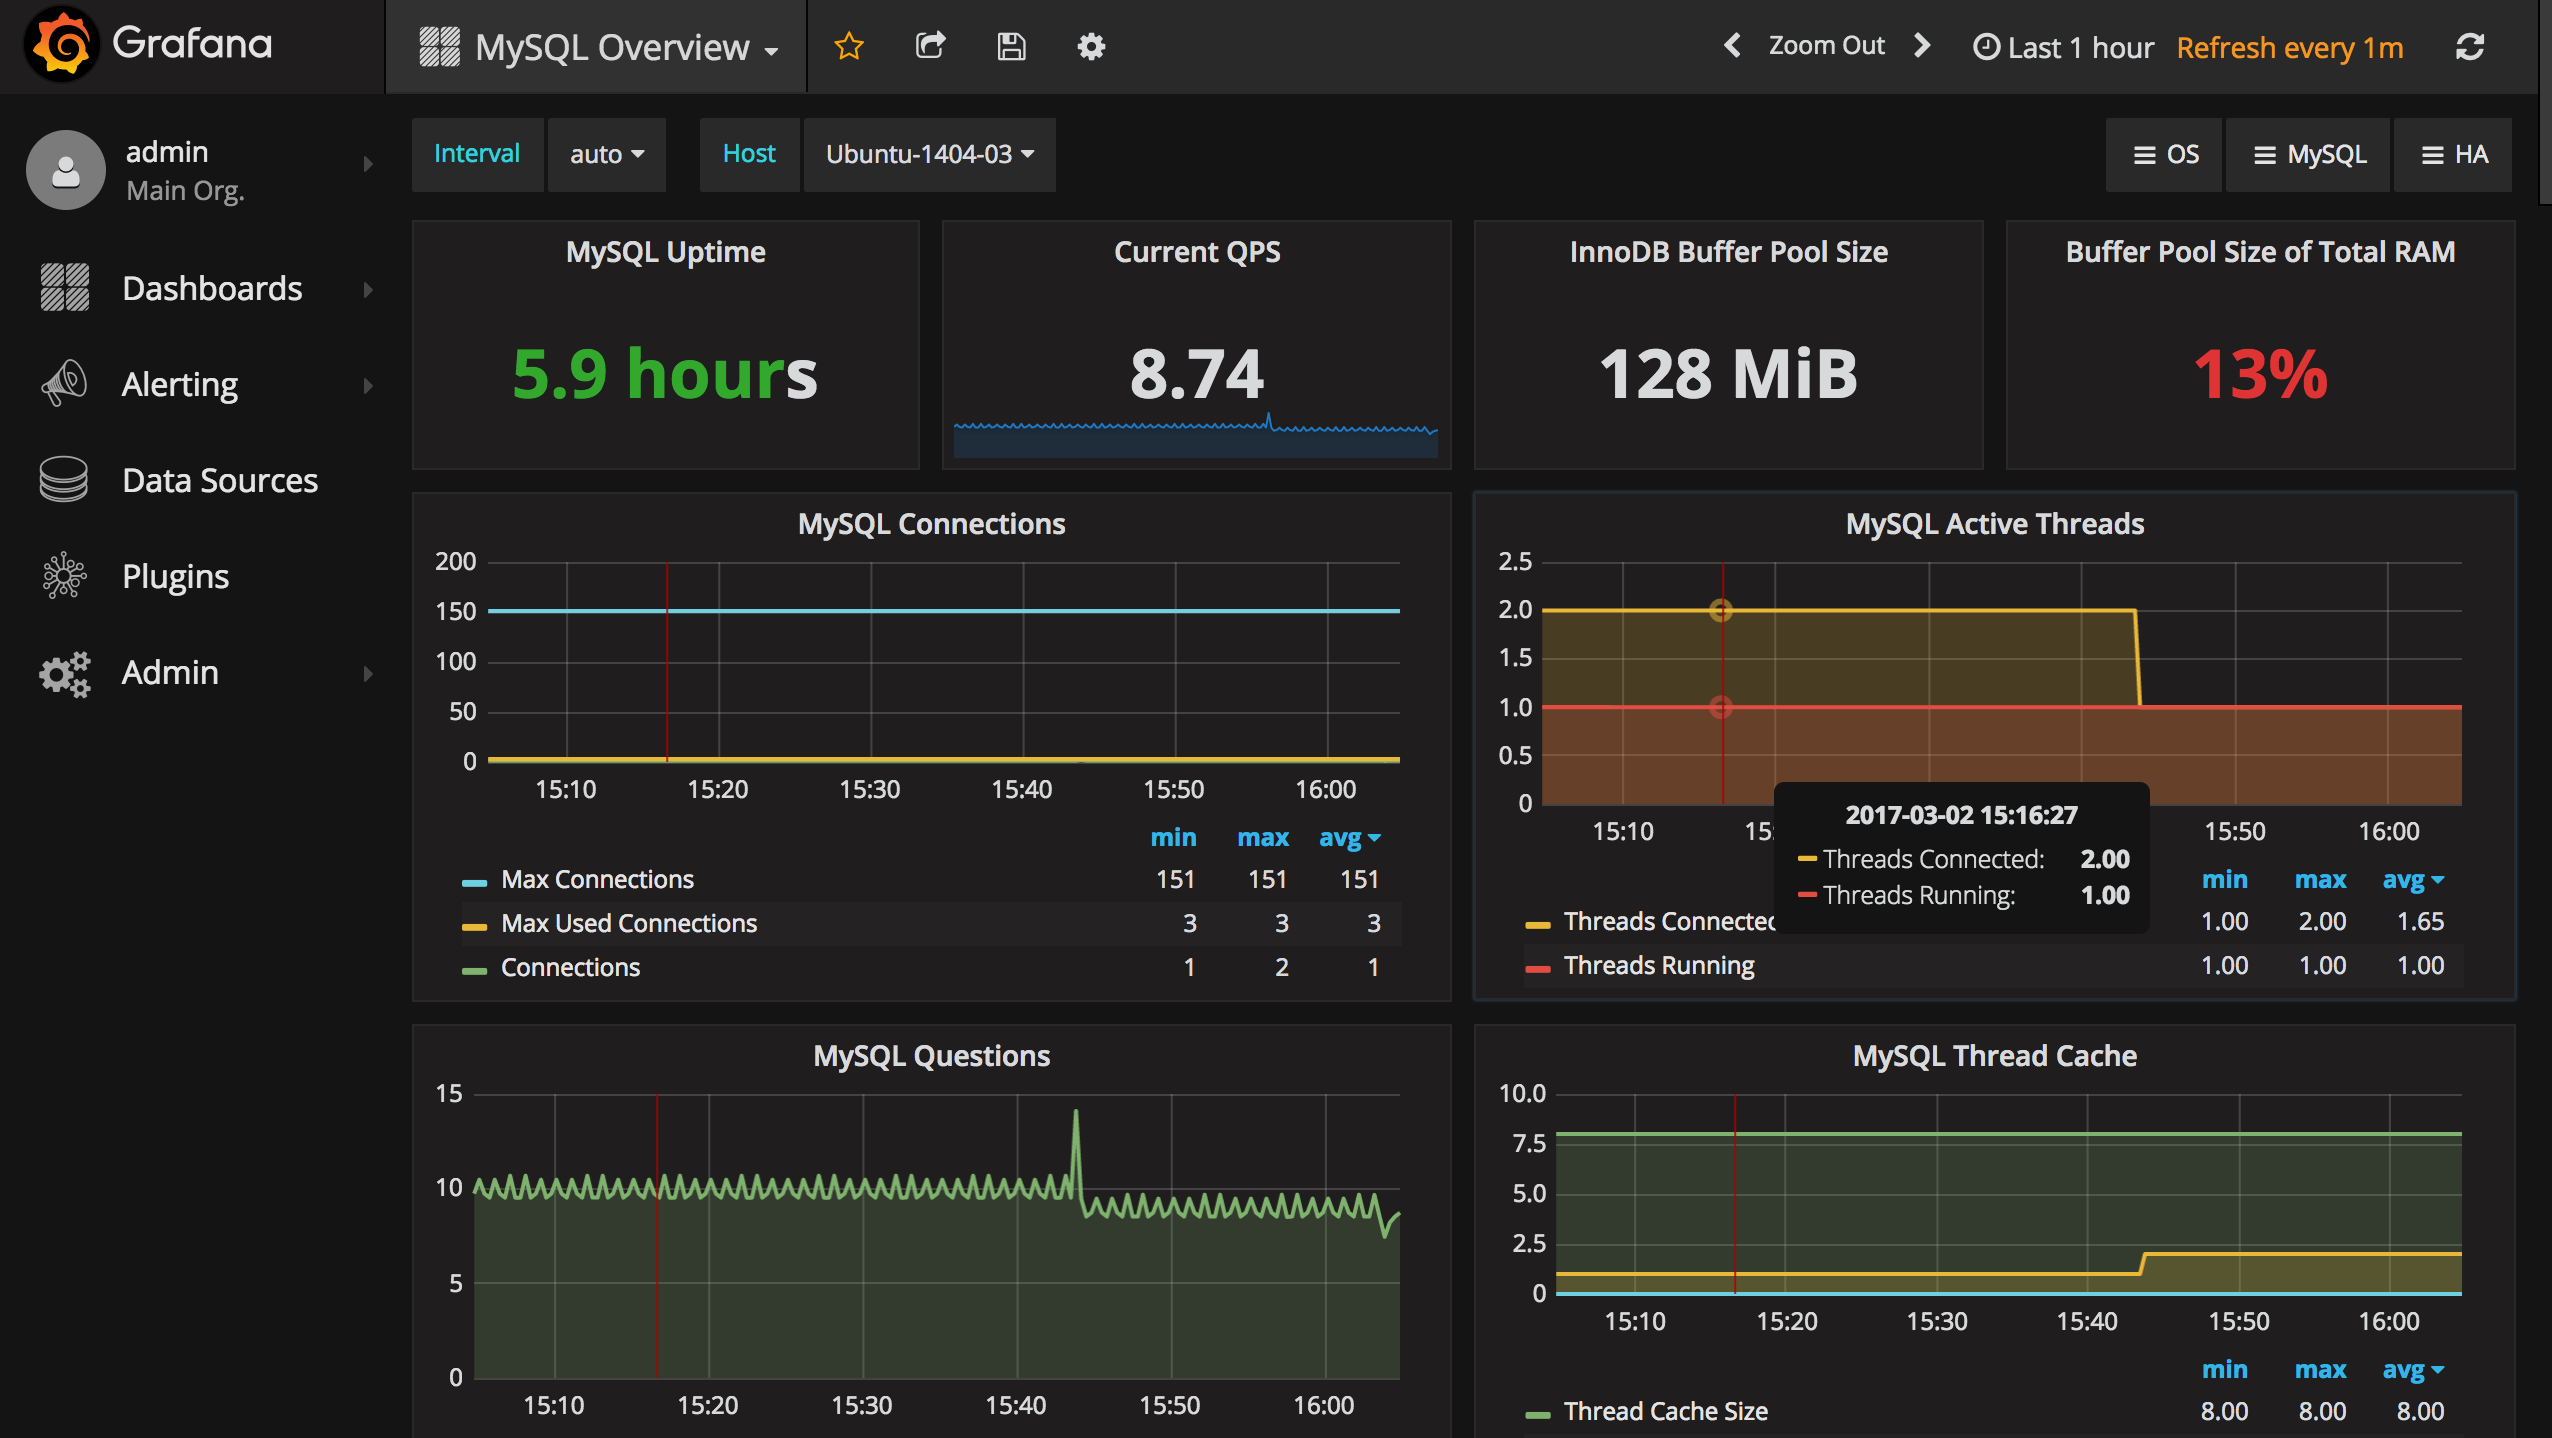 Grafana
MySQL Overview
Zoom Out
Last 1 hour
Refresh every 1m
admin
Main Org.
Dashboards
Alerting
Data Sources
Plugins
Admin
Interval
auto
Host
Ubuntu-1404-03
OS
MySQL
HA
MySQL Uptime
5.9 hours
Current QPS
8.74
InnoDB Buffer Pool Size
128 MiB
Buffer Pool Size of Total RAM
13%
MySQL Connections
200
150
100
50
0
15:10 15:20 15:30 15:40 15:50 16:00
min max avg
Max Connections 151 151 151
Max Used Connections 3 3 3
Connections 1 2 1
MySQL Active Threads
2.5
2.0
1.5
1.0
0.5
0
15:10 15: 15:50 16:00
2017-03-02 15:16:27
Threads Connected: 2.00
Threads Running: 1.00
min max avg
Threads Connected 1.00 2.00 1.65
Threads Running 1.00 1.00 1.00
MySQL Questions
15
10
5
0
15:10 15:20 15:30 15:40 15:50 16:00
MySQL Thread Cache
10.0
7.5
5.0
2.5
0
15:10 15:20 15:30 15:40 15:50 16:00
min max avg
Thread Cache Size 8.00 8.00 8.00